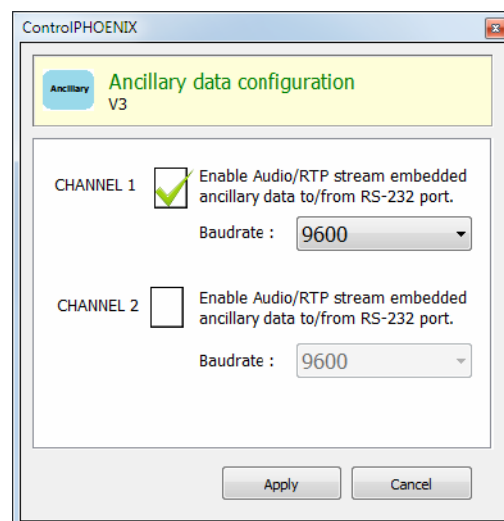 ControlPHOENIX
Ancillary
Ancillary data configuration
V3
CHANNEL 1
Enable Audio/RTP stream embedded
ancillary data to/from RS-232 port.
Baudrate :
9600
CHANNEL 2
Enable Audio/RTP stream embedded
ancillary data to/from RS-232 port.
Baudrate :
9600
Apply
Cancel